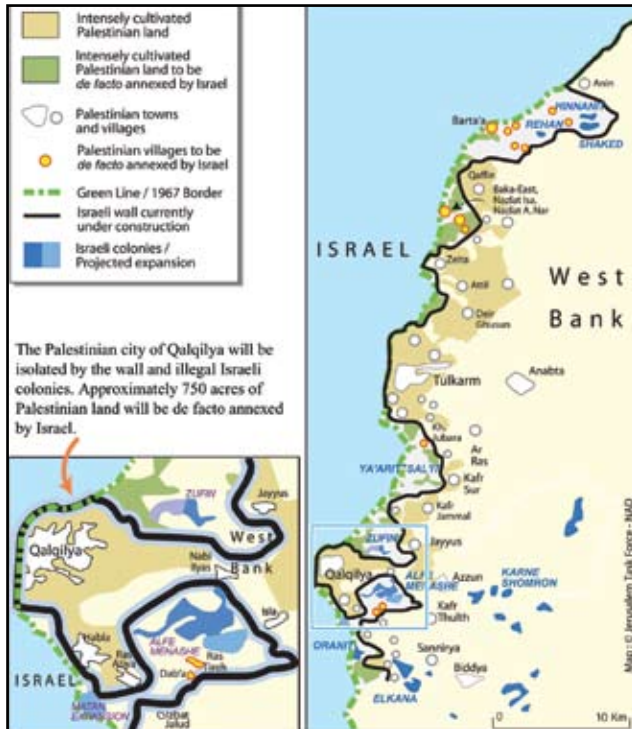 Intensely cultivated
Palestinian land
Intensely cultivated
Palestinian land to be
de facto annexed by Israel
Palestinian towns
and villages
Palestinian villages to be
de facto annexed by Israel
Green Line / 1967 Border
Israeli wall currently
under construction
Israeli colonies /
Projected expansion
The Palestinian city of Qalqilya will be
isolated by the wall and illegal Israeli
colonies. Approximately 750 acres of
Palestinian land will be de facto annexed
by Israel.
ZUFIN
Jayyus
West
Bank
Qalqilya
Nabi
Ilyas
Isla
Habla
Ras
Atiya
ALFE
MENASHE
Ras
Tireh
Dab'a
ISRAEL
MATAN
EXPANSION
Jalud
Anin
HINNANIT
REHAN
SHAKED
Barta'a
Qaffin
Baka-East,
Nazlat Isa,
Nazlat A. Nar
ISRAEL
West
Bank
Zeita
Attil
Deir
Ghusun
Tulkarm
Anabta
Kh.
Jubara
Ar
Ras
YA'ARIT
SAL'IT
Kafr
Sur
Kafr
Jammal
ZUFIN
Jayyus
Qalqilya
ALFE
MENASHE
Azzun
KARNE
SHOMRON
Kafr
Thulth
ORANIT
Sannirya
Biddya
ELKANA
0 10
Km
Map : © Jerusalem Task Force - NAD